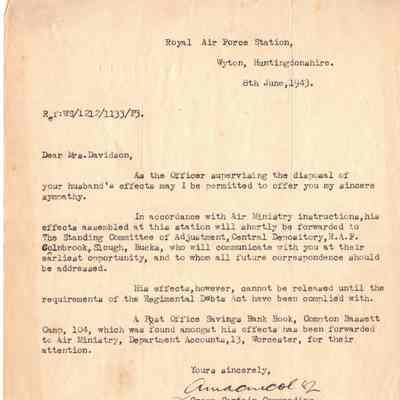 Royal Air Force Station,
Wyton, Huntingdonshire.
8th June,1943.
Ref:WS/1212/1133/P3.
Dear Mrs.Davidson,
As the Officer supervising the disposal of
your husband's effects may I be permitted to offer you my sincere
sympathy.
In accordance with Air Ministry instructions,his
effects assembled at this station will shortly be forwarded to
The Standing Committee of Adjustment,Central Depository,R.A.F.
Colnbrook,Slough, Bucks, who will communicate with you at their
earliest opportunity, and to whom all future correspondence should
be addressed.
His effects,however, cannot be released until the
requirements of the Regimental Debts Act have been complied with.
A Post Office Savings Bank Book, Compton Bassett
Camp, 104, which was found amongst his effects has been forwarded
to Air Ministry, Department Accounts,13, Worcester, for their
attention.
Yours sincerely,
Group Captain Commanding